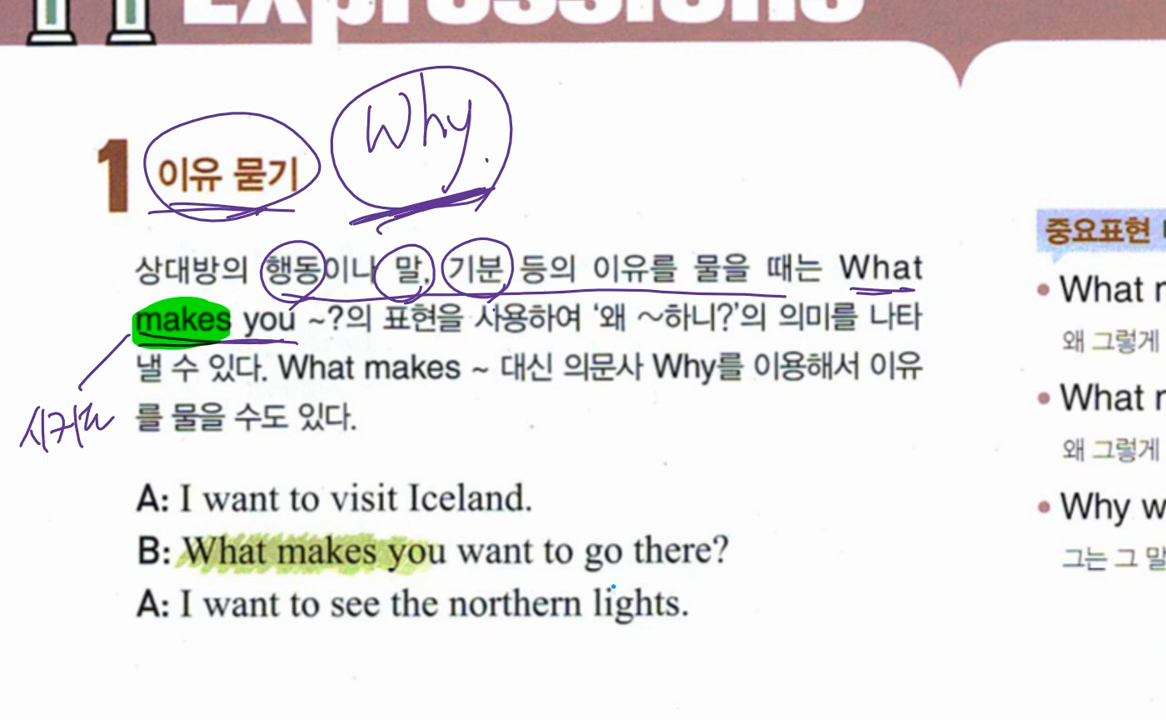 Expressions
Why.
1 이유 묻기
상대방의 행동이나 말, 기분 등의 이유를 물을 때는 What
makes you ~?의 표현을 사용하여 '왜 ~하니?'의 의미를 나타
낼 수 있다. What makes ~ 대신 의문사 Why를 이용해서 이유
를 물을 수도 있다.
A: I want to visit Iceland.
B: What makes you want to go there?
A: I want to see the northern lights.
중요표현
What
왜 그렇게
What
왜 그렇게
Why
그는 그